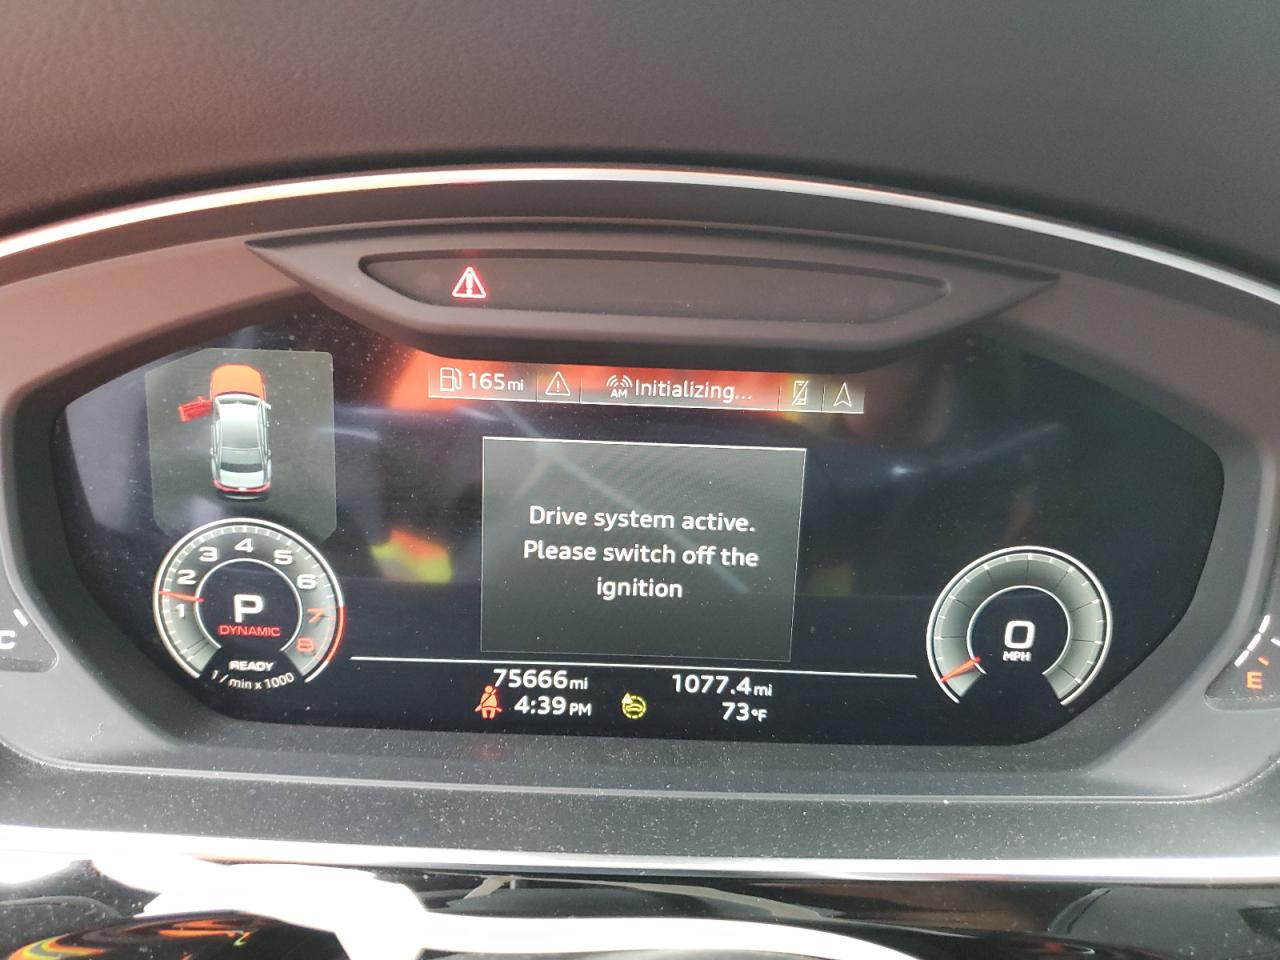 165mi
AM Initializing...
Drive system active.
Please switch off the
ignition
1 2 3 4 5 6 7 8
P
DYNAMIC
READY
1/min x 1000
0
MPH
C
E
75666mi
1077.4mi
4:39PM
73°F